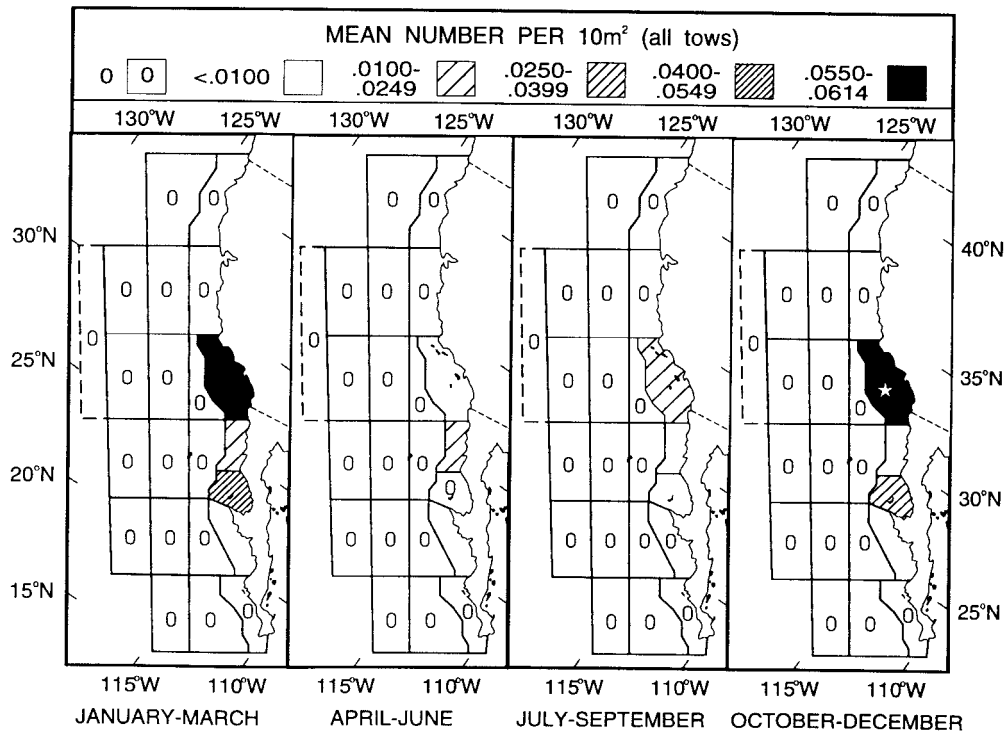 MEAN NUMBER PER 10m² (all tows)
0 0 <.0100 .0100-.0249 .0250-.0399 .0400-.0549 .0550-.0614
130°W 125°W 130°W 125°W 130°W 125°W 130°W 125°W
0 0 0 0 0 0 0 0
30°N 40°N
0 0 0 0 0 0 0 0 0 0 0 0
0 0 0 0
25°N 0 0 0 0 0 0 0 0 35°N
0 0 0 0
0 0 0 0 0 0 0 0 0 0 0 0
20°N 0 30°N
0 0 0 0 0 0 0 0 0 0 0 0 0
15°N 25°N
0 0 0 0 0 0 0 0 0 0 0 0
115°W 110°W 115°W 110°W 115°W 110°W 115°W 110°W
JANUARY-MARCH APRIL-JUNE JULY-SEPTEMBER OCTOBER-DECEMBER